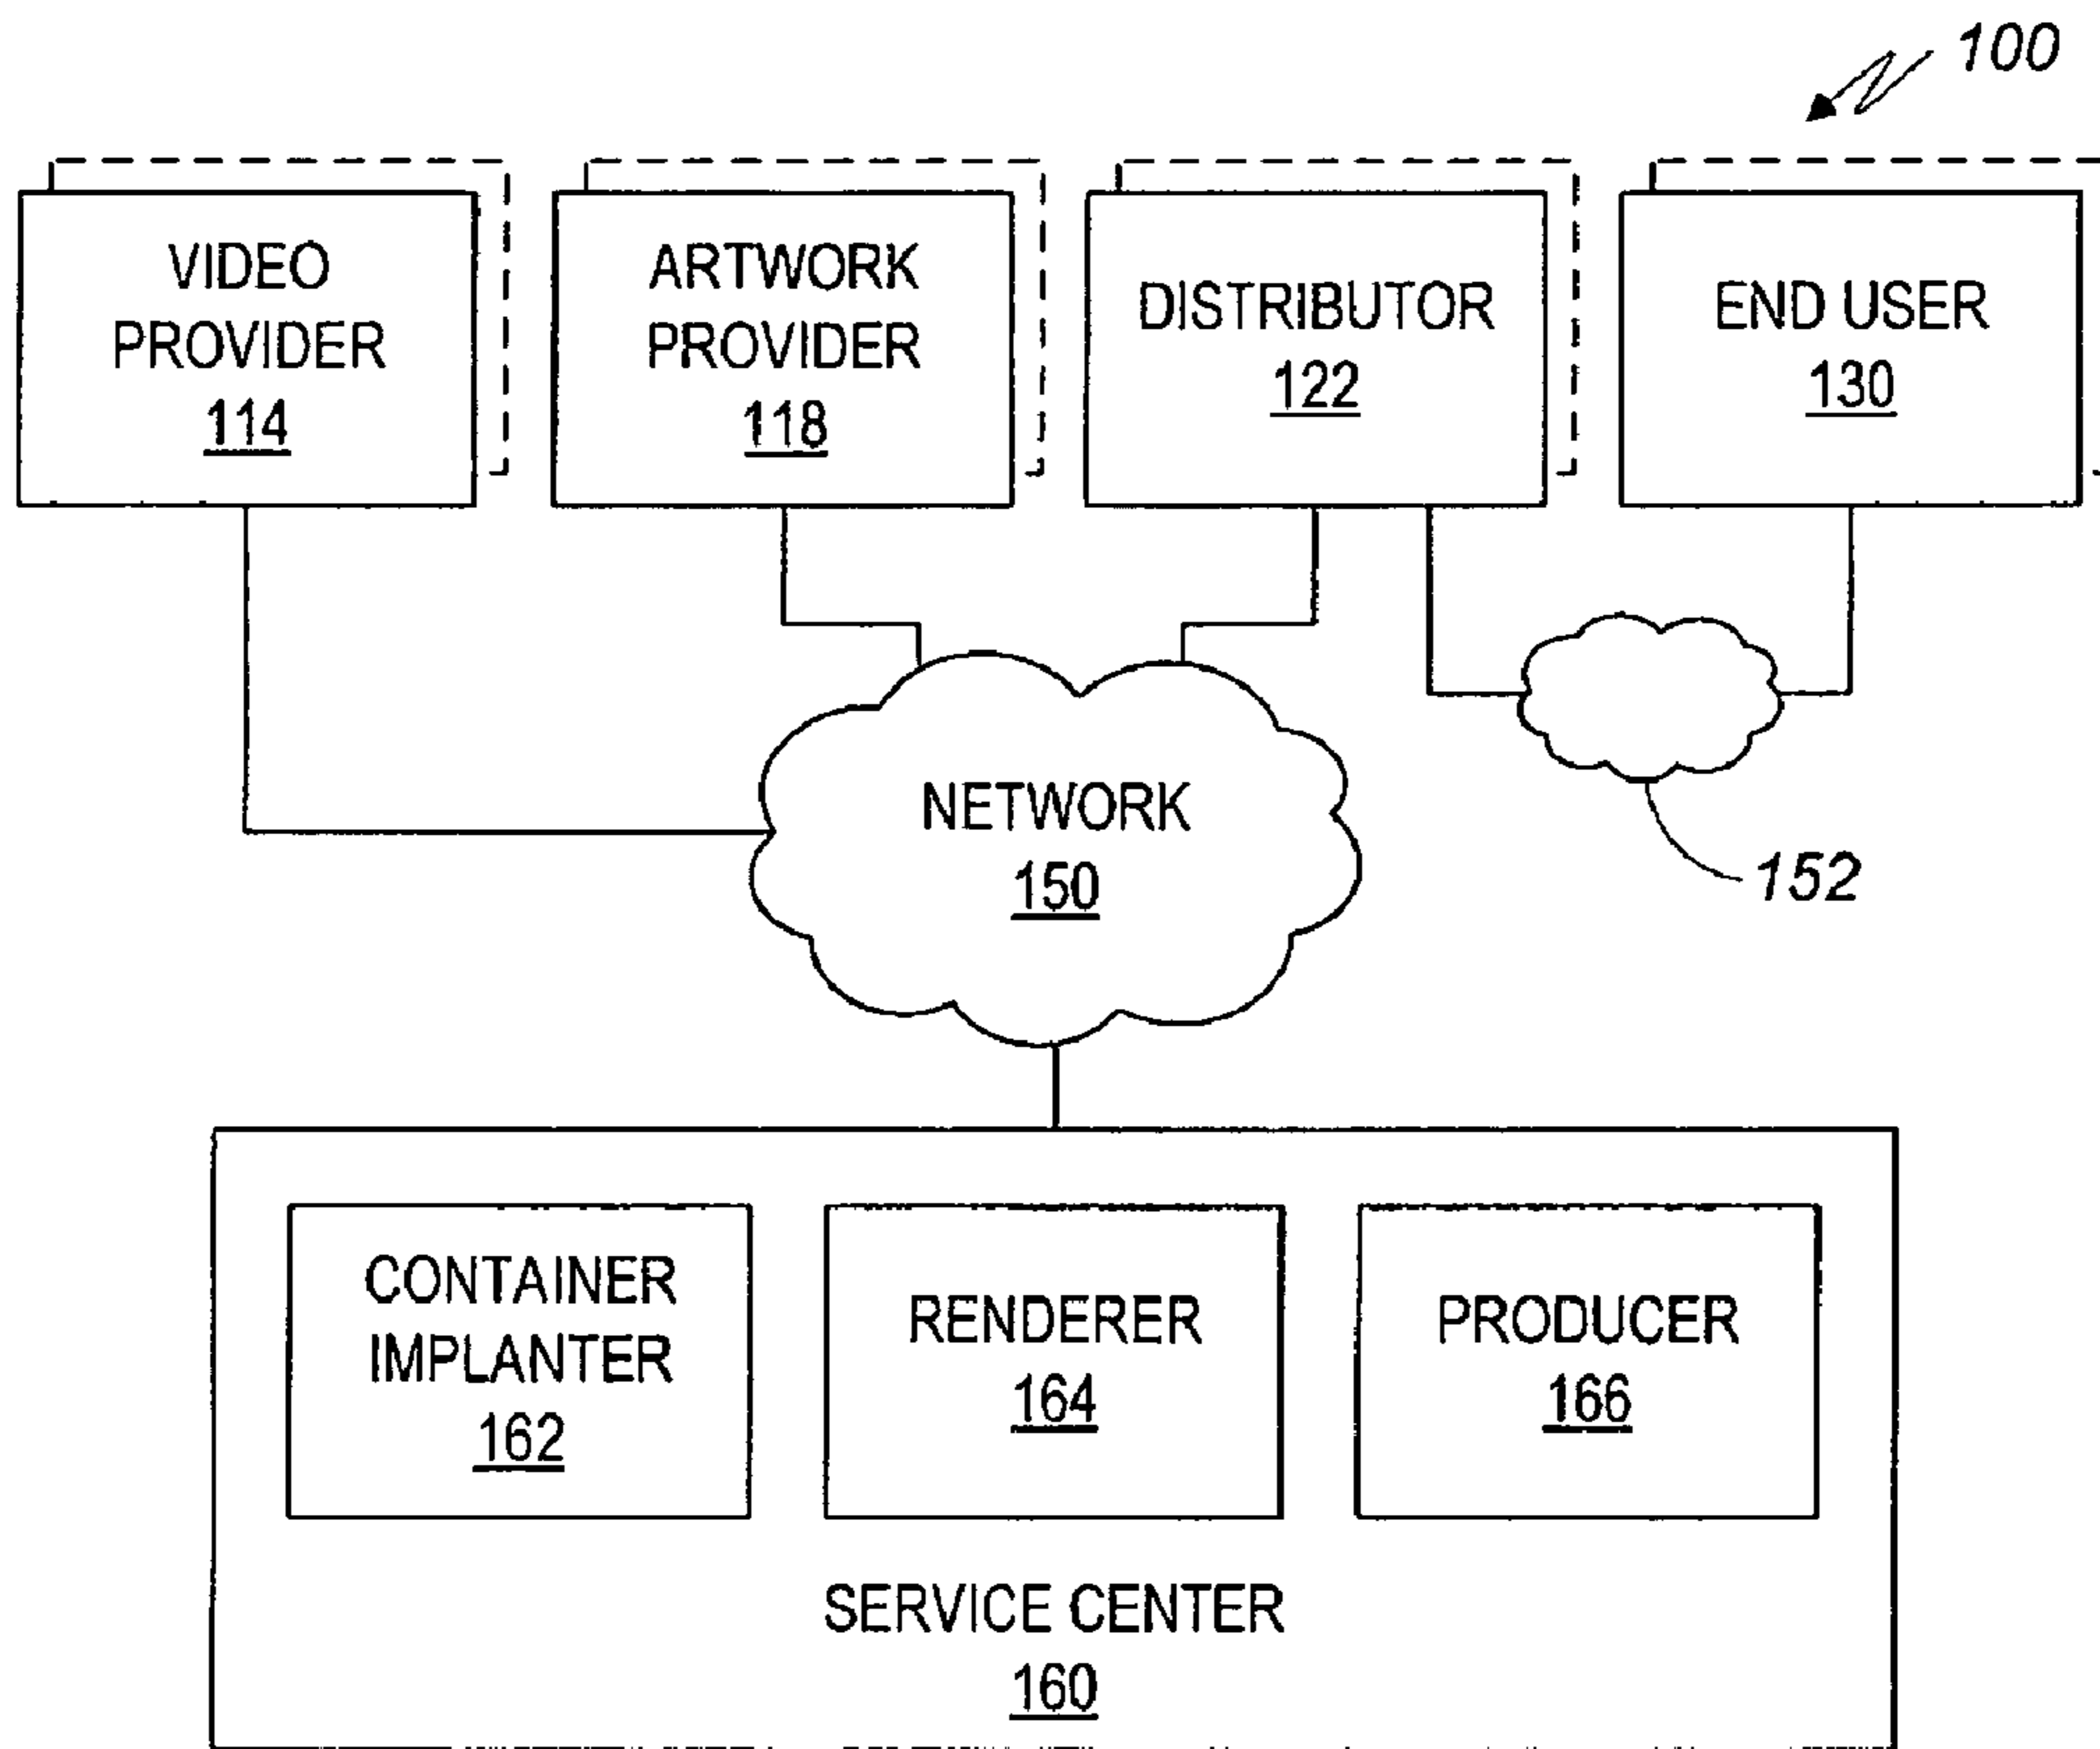 100
VIDEO
PROVIDER
114
ARTWORK
PROVIDER
118
DISTRIBUTOR
122
END USER
130
NETWORK
150
152
CONTAINER
IMPLANTER
162
RENDERER
164
PRODUCER
166
SERVICE CENTER
160